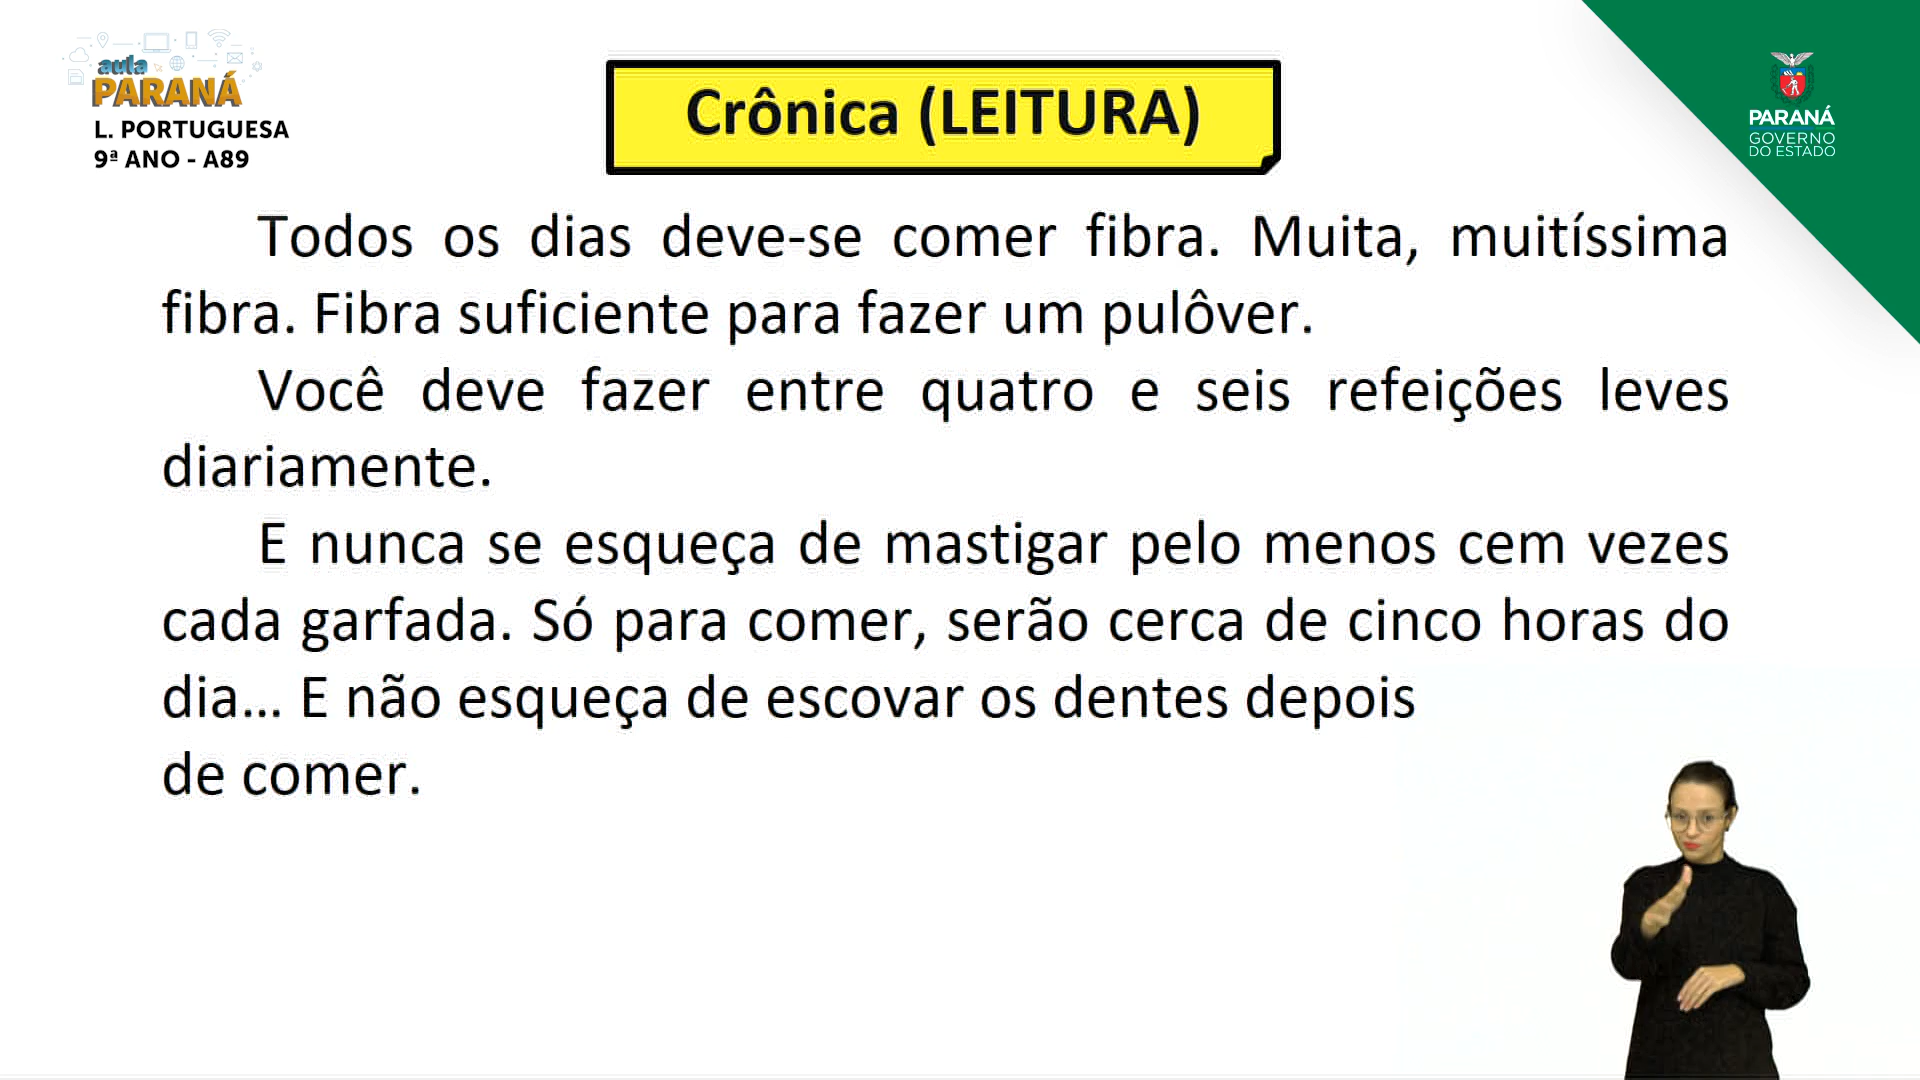 aula
PARANÁ
L. PORTUGUESA
9ª ANO - A89
Crônica (LEITURA)
PARANÁ
GOVERNO
DO ESTADO
Todos os dias deve-se comer fibra. Muita, muitíssima
fibra. Fibra suficiente para fazer um pulôver.
Você deve fazer entre quatro e seis refeições leves
diariamente.
E nunca se esqueça de mastigar pelo menos cem vezes
cada garfada. Só para comer, serão cerca de cinco horas do
dia... E não esqueça de escovar os dentes depois
de comer.